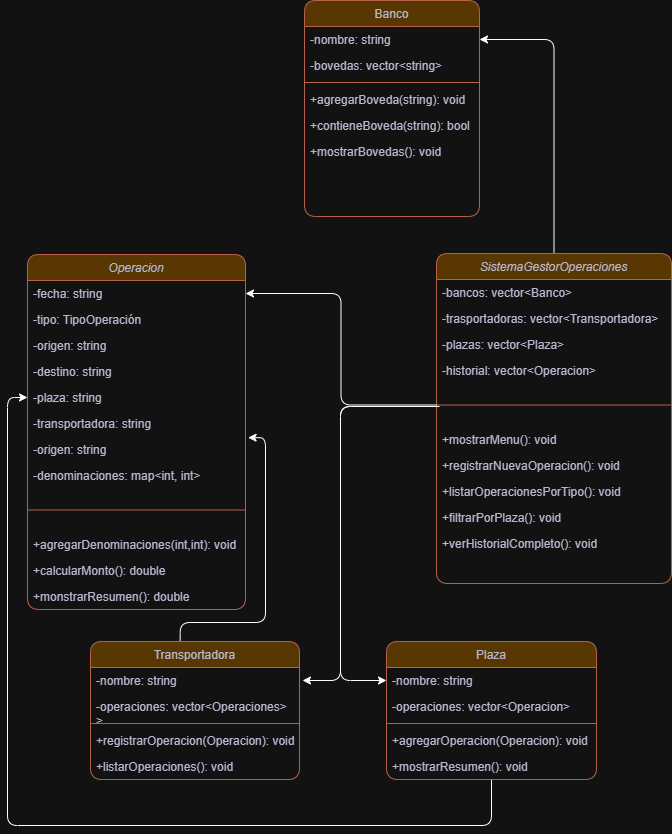 Banco
-nombre: string
-bovedas: vector<string>
+agregarBoveda(string): void
+contieneBoveda(string): bool
+mostrarBovedas(): void
Operacion
-fecha: string
-tipo: TipoOperación
-origen: string
-destino: string
-plaza: string
-transportadora: string
-origen: string
-denominaciones: map<int, int>
+agregarDenominaciones(int,int): void
+calcularMonto(): double
+monstrarResumen(): double
SistemaGestorOperaciones
-bancos: vector<Banco>
-trasportadoras: vector<Transportadora>
-plazas: vector<Plaza>
-historial: vector<Operacion>
+mostrarMenu(): void
+registrarNuevaOperacion(): void
+listarOperacionesPorTipo(): void
+filtrarPorPlaza(): void
+verHistorialCompleto(): void
Transportadora
-nombre: string
-operaciones: vector<Operaciones>
>
+registrarOperacion(Operacion): void
+listarOperaciones(): void
Plaza
-nombre: string
-operaciones: vector<Operacion>
+agregarOperacion(Operacion): void
+mostrarResumen(): void